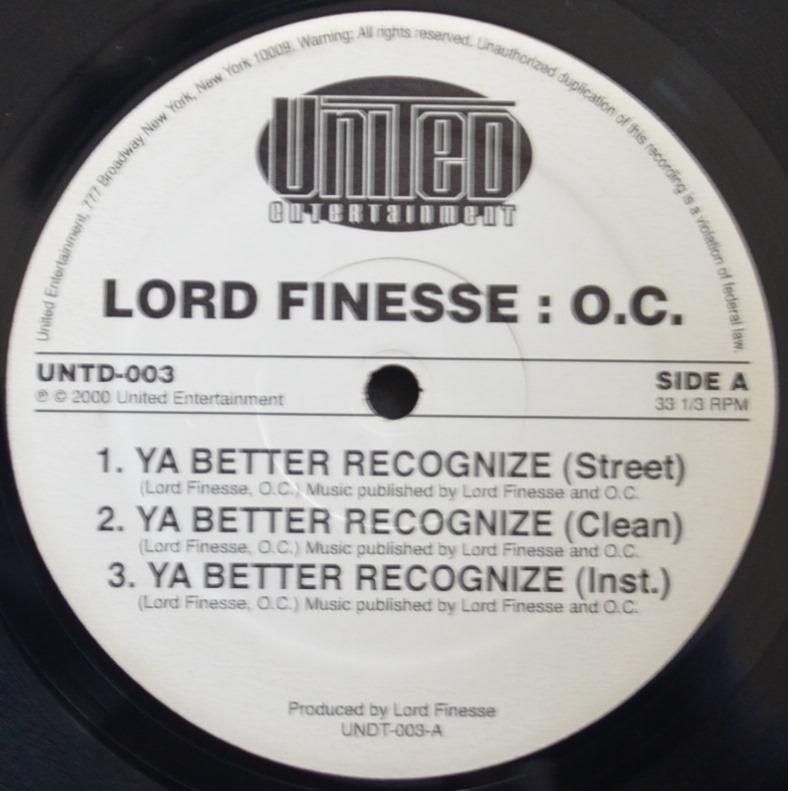 United Entertainment, 777 Broadway New York, New York 10009. Warning: All rights reserved. Unauthorized duplication of this recording is a violation of federal law.
UNITED
ENTERTAINMENT
LORD FINESSE : O.C.
UNTD-003
℗ © 2000 United Entertainment
SIDE A
33 1/3 RPM
1. YA BETTER RECOGNIZE (Street)
(Lord Finesse, O.C.) Music published by Lord Finesse and O.C.
2. YA BETTER RECOGNIZE (Clean)
(Lord Finesse, O.C.) Music published by Lord Finesse and O.C.
3. YA BETTER RECOGNIZE (Inst.)
(Lord Finesse, O.C.) Music published by Lord Finesse and O.C.
Produced by Lord Finesse
UNDT-003-A